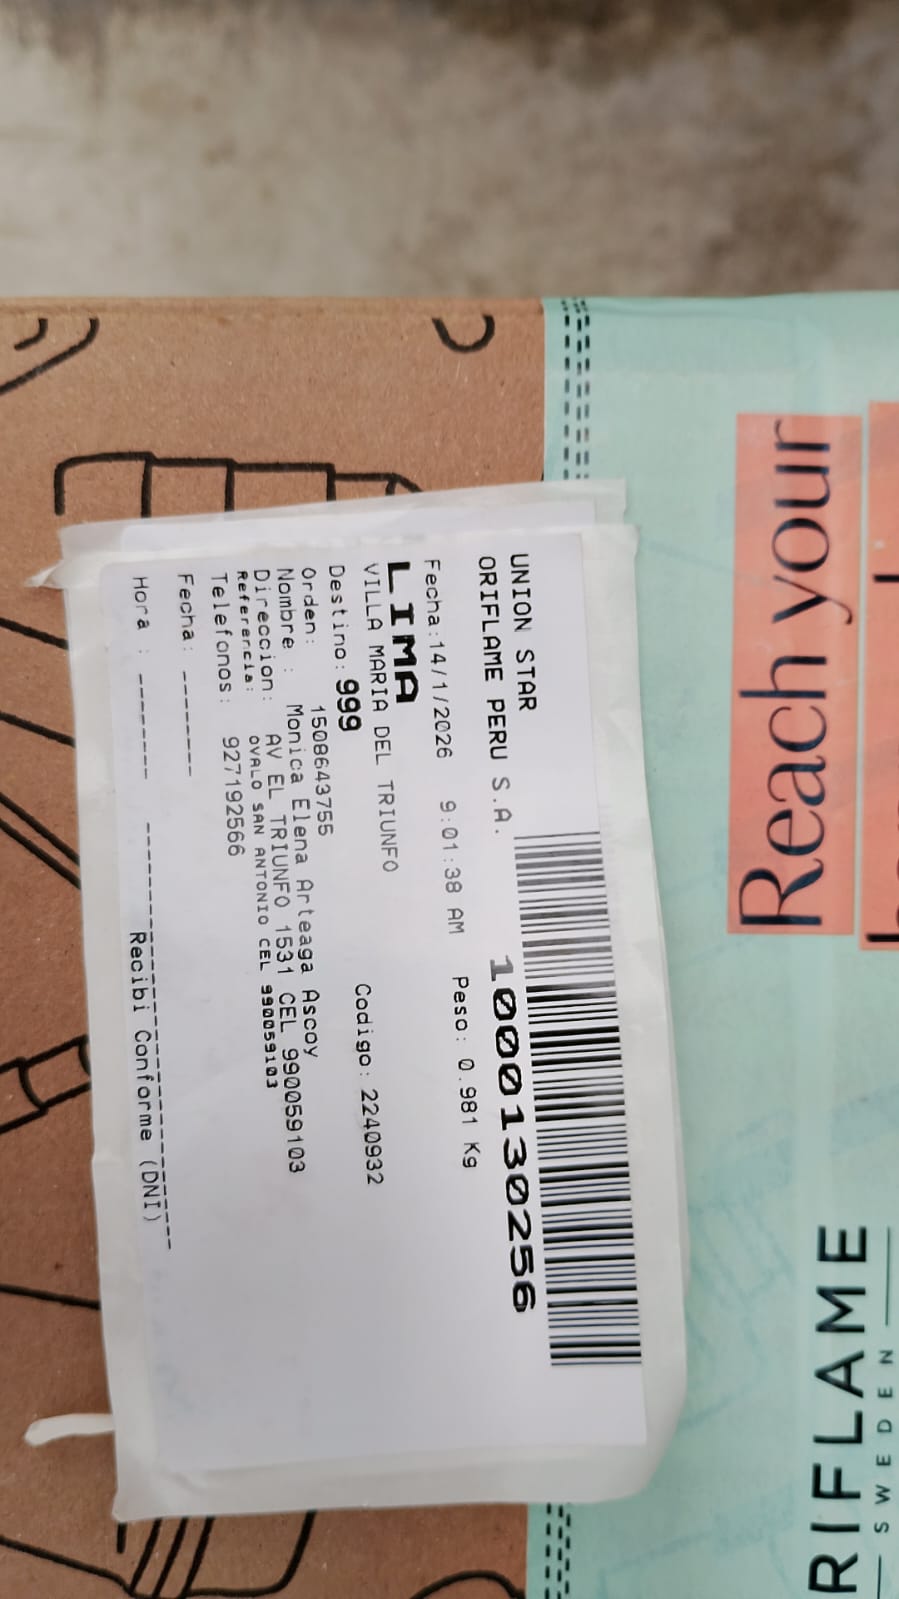 UNION STAR
ORIFLAME PERU S.A.
1000130256
Fecha:14/1/2026 9:01:38 AM Peso: 0.981 Kg
LIMA
VILLA MARIA DEL TRIUNFO
Destino: 999 Codigo: 2240932
Orden: 1508643755
Nombre : Monica Elena Arteaga Ascoy
Direccion: AV EL TRIUNFO 1531 CEL 990059103
Referencia: OVALO SAN ANTONIO CEL 990059103
Telefonos: 927192566
Fecha: -------
Hora : -------
Recibi Conforme (DNI)
Reach your
RIFLAME
SWEDEN